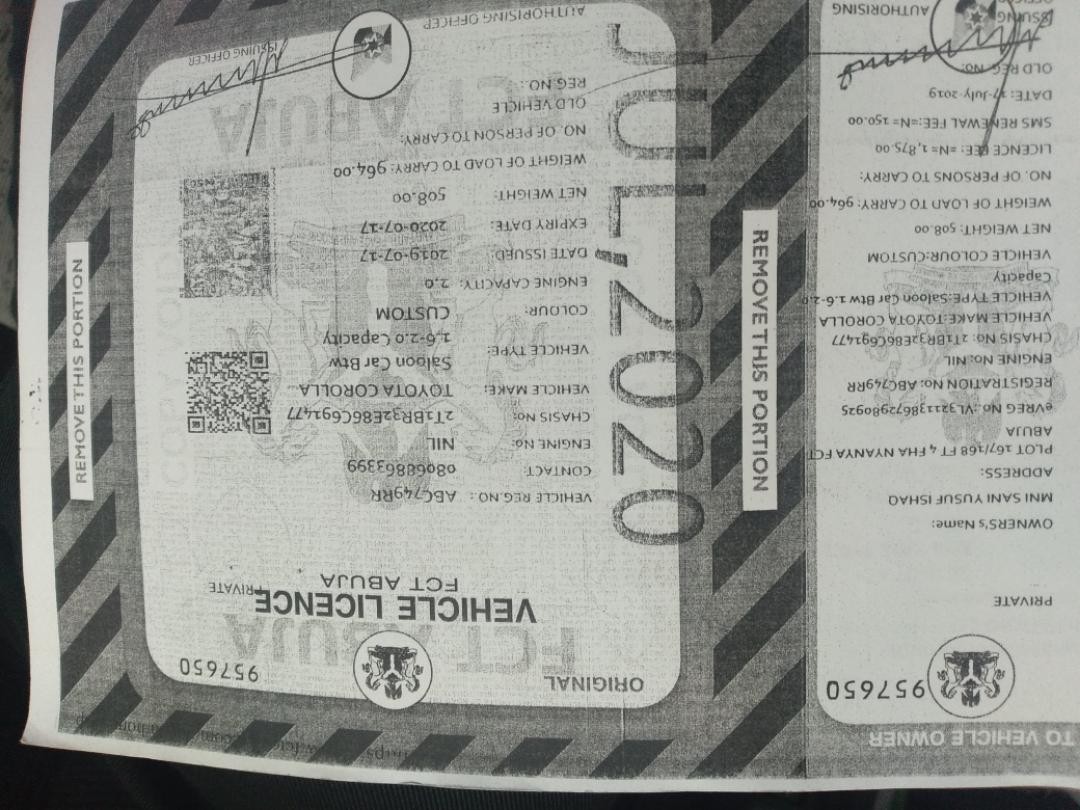 ORIGINAL
957650
FCT ABUJA
VEHICLE LICENCE
FCT ABUJA
PRIVATE
VEHICLE REG.NO.: ABC749RR
CONTACT: 08068863399
ENGINE NO: NIL
CHASIS No: 2T1BR32E86C691477
VEHICLE MAKE: TOYOTA COROLLA
VEHICLE TYPE: Saloon Car Btw
1.6-2.0 Capacity
COLOUR: CUSTOM
ENGINE CAPACITY: 2.0
DATE ISSUED: 2019-07-17
EXPIRY DATE: 2020-07-17
NET WEIGHT: 508.00
WEIGHT OF LOAD TO CARRY: 964.00
NO. OF PERSON TO CARRY:
OLD VEHICLE
REG NO.:
FCT ABUJA
ISSUING OFFICER
AUTHORISING OFFICER
JUL, 2020
REMOVE THIS PORTION
REMOVE THIS PORTION
TO VEHICLE OWNER
957650
PRIVATE
OWNERS's Name:
MNI SANI YUSUF ISHAQ
ADDRESS:
PLOT 167/168 FHA NYANYA FCT
ABUJA
eVREG No.: VL32113867298092S
REGISTRATION No: ABC749RR
ENGINE No: NIL
CHASIS No: 2T1BR32E86C691477
VEHICLE MAKE:TOYOTA COROLLA
VEHICLE TYPE:Saloon Car Btw 1.6-2.0
Capacity
VEHICLE COLOUR:CUSTOM
NET WEIGHT: 508.00
WEIGHT OF LOAD TO CARRY: 964.00
NO. OF PERSONS TO CARRY:
LICENCE FEE: =N= 1,875.00
SMS RENEWAL FEE:=N= 150.00
DATE: 17-July-2019
OLD REG NO:
ISSUING
OFFICER
AUTHORISING